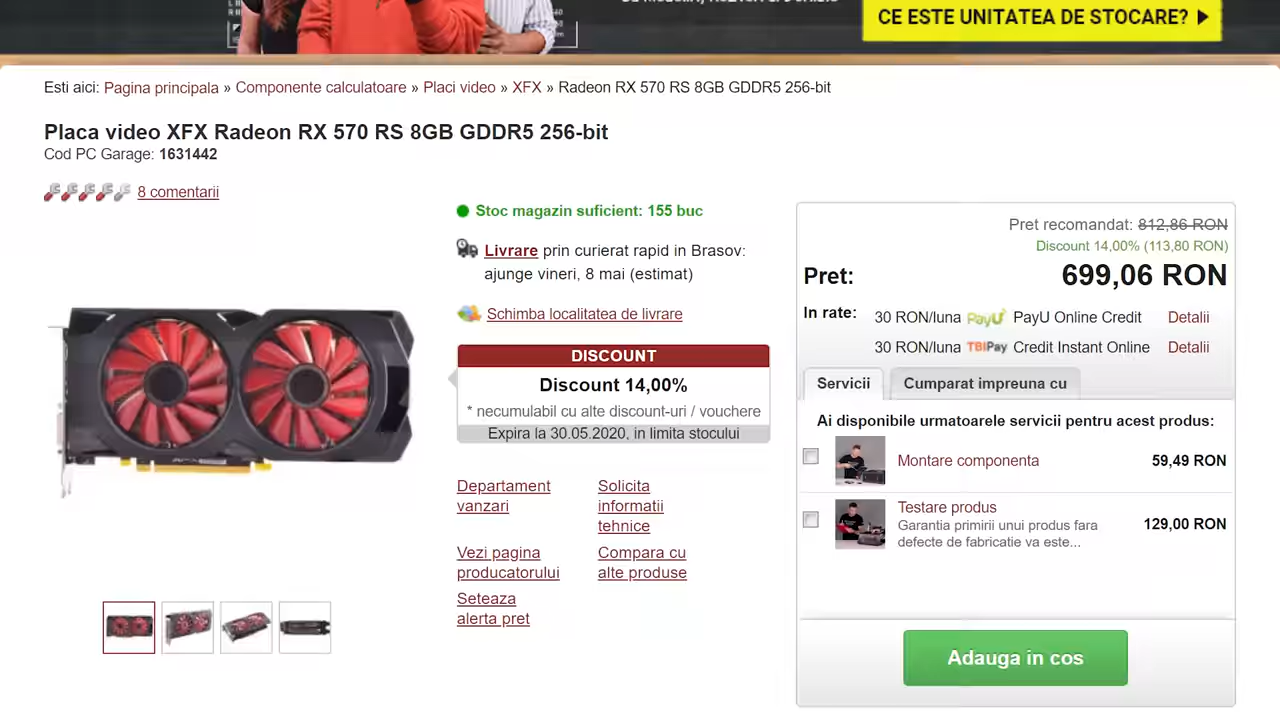 CE ESTE UNITATEA DE STOCARE?
Esti aici: Pagina principala » Componente calculatoare » Placi video » XFX » Radeon RX 570 RS 8GB GDDR5 256-bit
Placa video XFX Radeon RX 570 RS 8GB GDDR5 256-bit
Cod PC Garage: 1631442
8 comentarii
Stoc magazin suficient: 155 buc
Livrare prin curierat rapid in Brasov:
ajunge vineri, 8 mai (estimat)
Schimba localitatea de livrare
DISCOUNT
Discount 14,00%
* necumulabil cu alte discount-uri / vouchere
Expira la 30.05.2020, in limita stocului
Departament
vanzari
Solicita
informatii
tehnice
Vezi pagina
producatorului
Compara cu
alte produse
Seteaza
alerta pret
Pret recomandat: 812,86 RON
Discount 14,00% (113,80 RON)
Pret: 699,06 RON
In rate: 30 RON/luna PayU PayU Online Credit Detalii
30 RON/luna TBIPay Credit Instant Online Detalii
Servicii Cumparat impreuna cu
Ai disponibile urmatoarele servicii pentru acest produs:
Montare componenta 59,49 RON
Testare produs
Garantia primirii unui produs fara
defecte de fabricatie va este...
129,00 RON
Adauga in cos